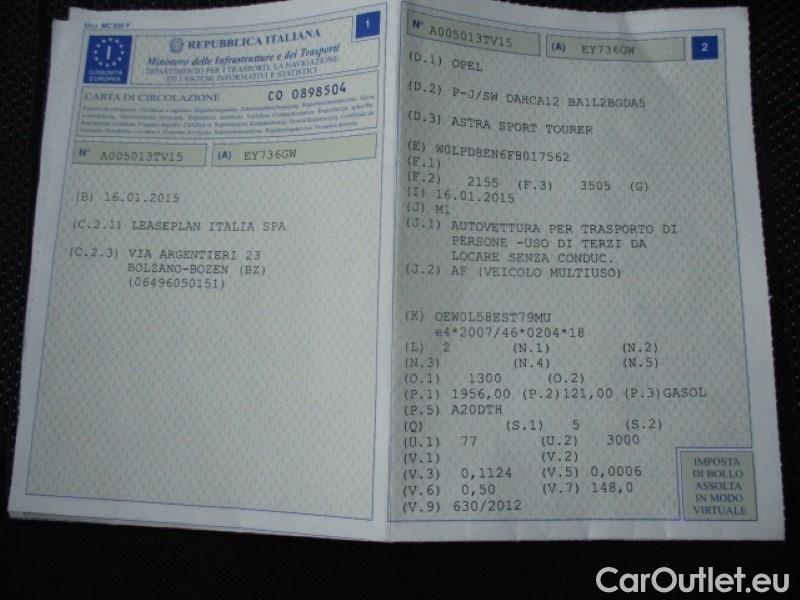 Mod. MC 820 F
1
I
COMUNITÀ
EUROPEA
REPUBBLICA ITALIANA
Ministero delle Infrastrutture e dei Trasporti
DIPARTIMENTO PER I TRASPORTI, LA NAVIGAZIONE
ED I SISTEMI INFORMATIVI E STATISTICI
CARTA DI CIRCOLAZIONE
CO 0898504
N° A005013TV15 (A) EY736GW
(B) 16.01.2015
(C.2.1) LEASEPLAN ITALIA SPA
(C.2.3) VIA ARGENTIERI 23
BOLZANO-BOZEN (BZ)
(06496050151)
N° A005013TV15 (A) EY736GW 2
(D.1) OPEL
(D.2) P-J/SW DAHCA12 BA1L2BGDA5
(D.3) ASTRA SPORT TOURER
(E) W0LPD8EN6FB017562
(F.1)
(F.2) 2155 (F.3) 3505 (G)
(I) 16.01.2015
(J) M1
(J.1) AUTOVETTURA PER TRASPORTO DI
PERSONE -USO DI TERZI DA
LOCARE SENZA CONDUC.
(J.2) AF (VEICOLO MULTIUSO)
(K) OEW0L58EST79MU
e4*2007/46*0204*18
(L) 2 (N.1) (N.2)
(N.3) (N.4) (N.5)
(O.1) 1300 (O.2)
(P.1) 1956,00 (P.2)121,00 (P.3)GASOL
(P.5) A20DTH
(Q) (S.1) 5 (S.2)
(U.1) 77 (U.2) 3000
(V.1) (V.2)
(V.3) 0,1124 (V.5) 0,0006
(V.6) 0,50 (V.7) 148,0
(V.9) 630/2012
IMPOSTA
DI BOLLO
ASSOLTA
IN MODO
VIRTUALE
CarOutlet.eu